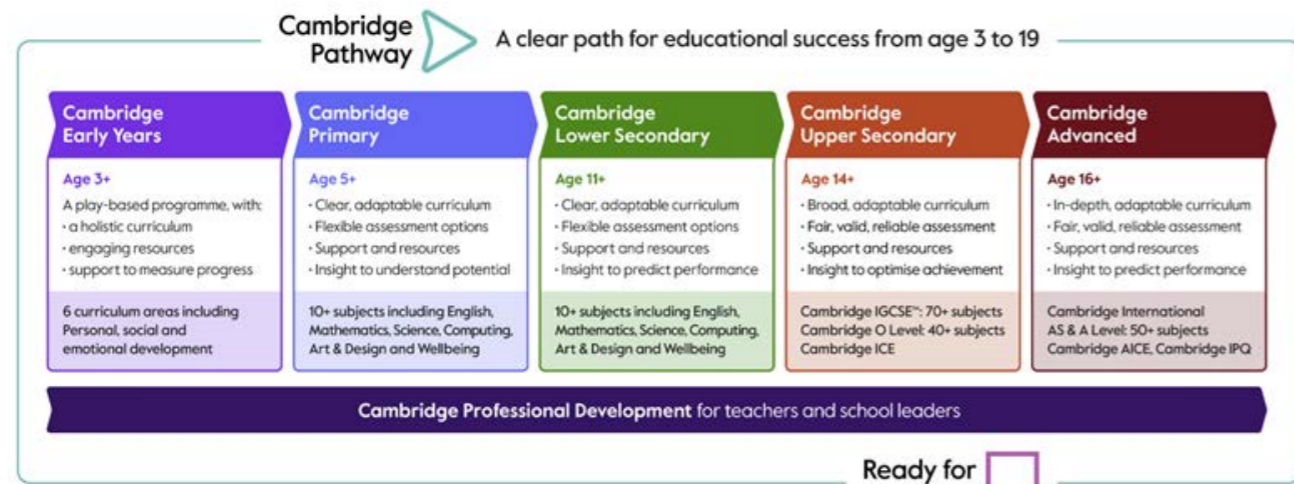 Cambridge
Pathway
A clear path for educational success from age 3 to 19
Cambridge
Early Years
Age 3+
A play-based programme, with:
• a holistic curriculum
• engaging resources
• support to measure progress
6 curriculum areas including
Personal, social and
emotional development
Cambridge
Primary
Age 5+
• Clear, adaptable curriculum
• Flexible assessment options
• Support and resources
• Insight to understand potential
10+ subjects including English,
Mathematics, Science, Computing,
Art & Design and Wellbeing
Cambridge
Lower Secondary
Age 11+
• Clear, adaptable curriculum
• Flexible assessment options
• Support and resources
• Insight to predict performance
10+ subjects including English,
Mathematics, Science, Computing,
Art & Design and Wellbeing
Cambridge
Upper Secondary
Age 14+
• Broad, adaptable curriculum
• Fair, valid, reliable assessment
• Support and resources
• Insight to optimise achievement
Cambridge IGCSE™: 70+ subjects
Cambridge O Level: 40+ subjects
Cambridge ICE
Cambridge
Advanced
Age 16+
• In-depth, adaptable curriculum
• Fair, valid, reliable assessment
• Support and resources
• Insight to predict performance
Cambridge International
AS & A Level: 50+ subjects
Cambridge AICE, Cambridge IPQ
Cambridge Professional Development for teachers and school leaders
Ready for